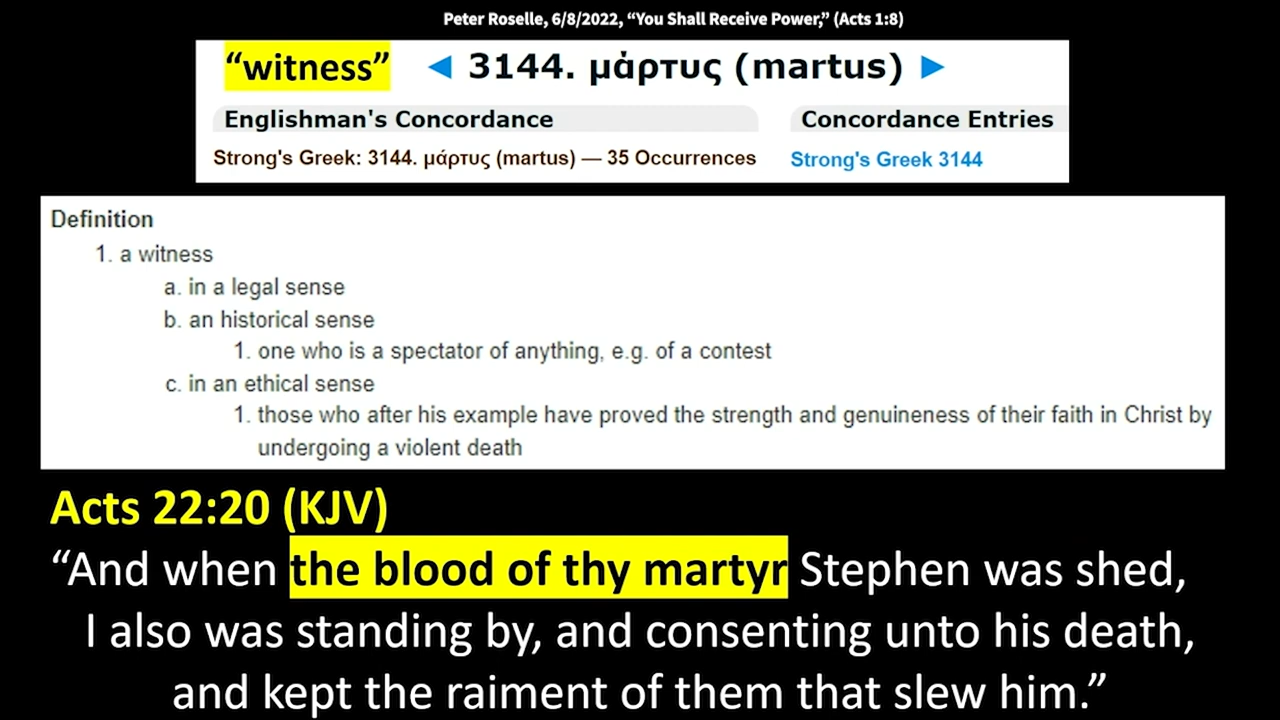 Peter Roselle, 6/8/2022, “You Shall Receive Power,” (Acts 1:8)
“witness” ◄ 3144. μάρτυς (martus) ►
Englishman's Concordance
Strong's Greek: 3144. μάρτυς (martus) — 35 Occurrences
Concordance Entries
Strong's Greek 3144
Definition
1. a witness
a. in a legal sense
b. an historical sense
1. one who is a spectator of anything, e.g. of a contest
c. in an ethical sense
1. those who after his example have proved the strength and genuineness of their faith in Christ by
undergoing a violent death
Acts 22:20 (KJV)
“And when the blood of thy martyr Stephen was shed,
I also was standing by, and consenting unto his death,
and kept the raiment of them that slew him.”